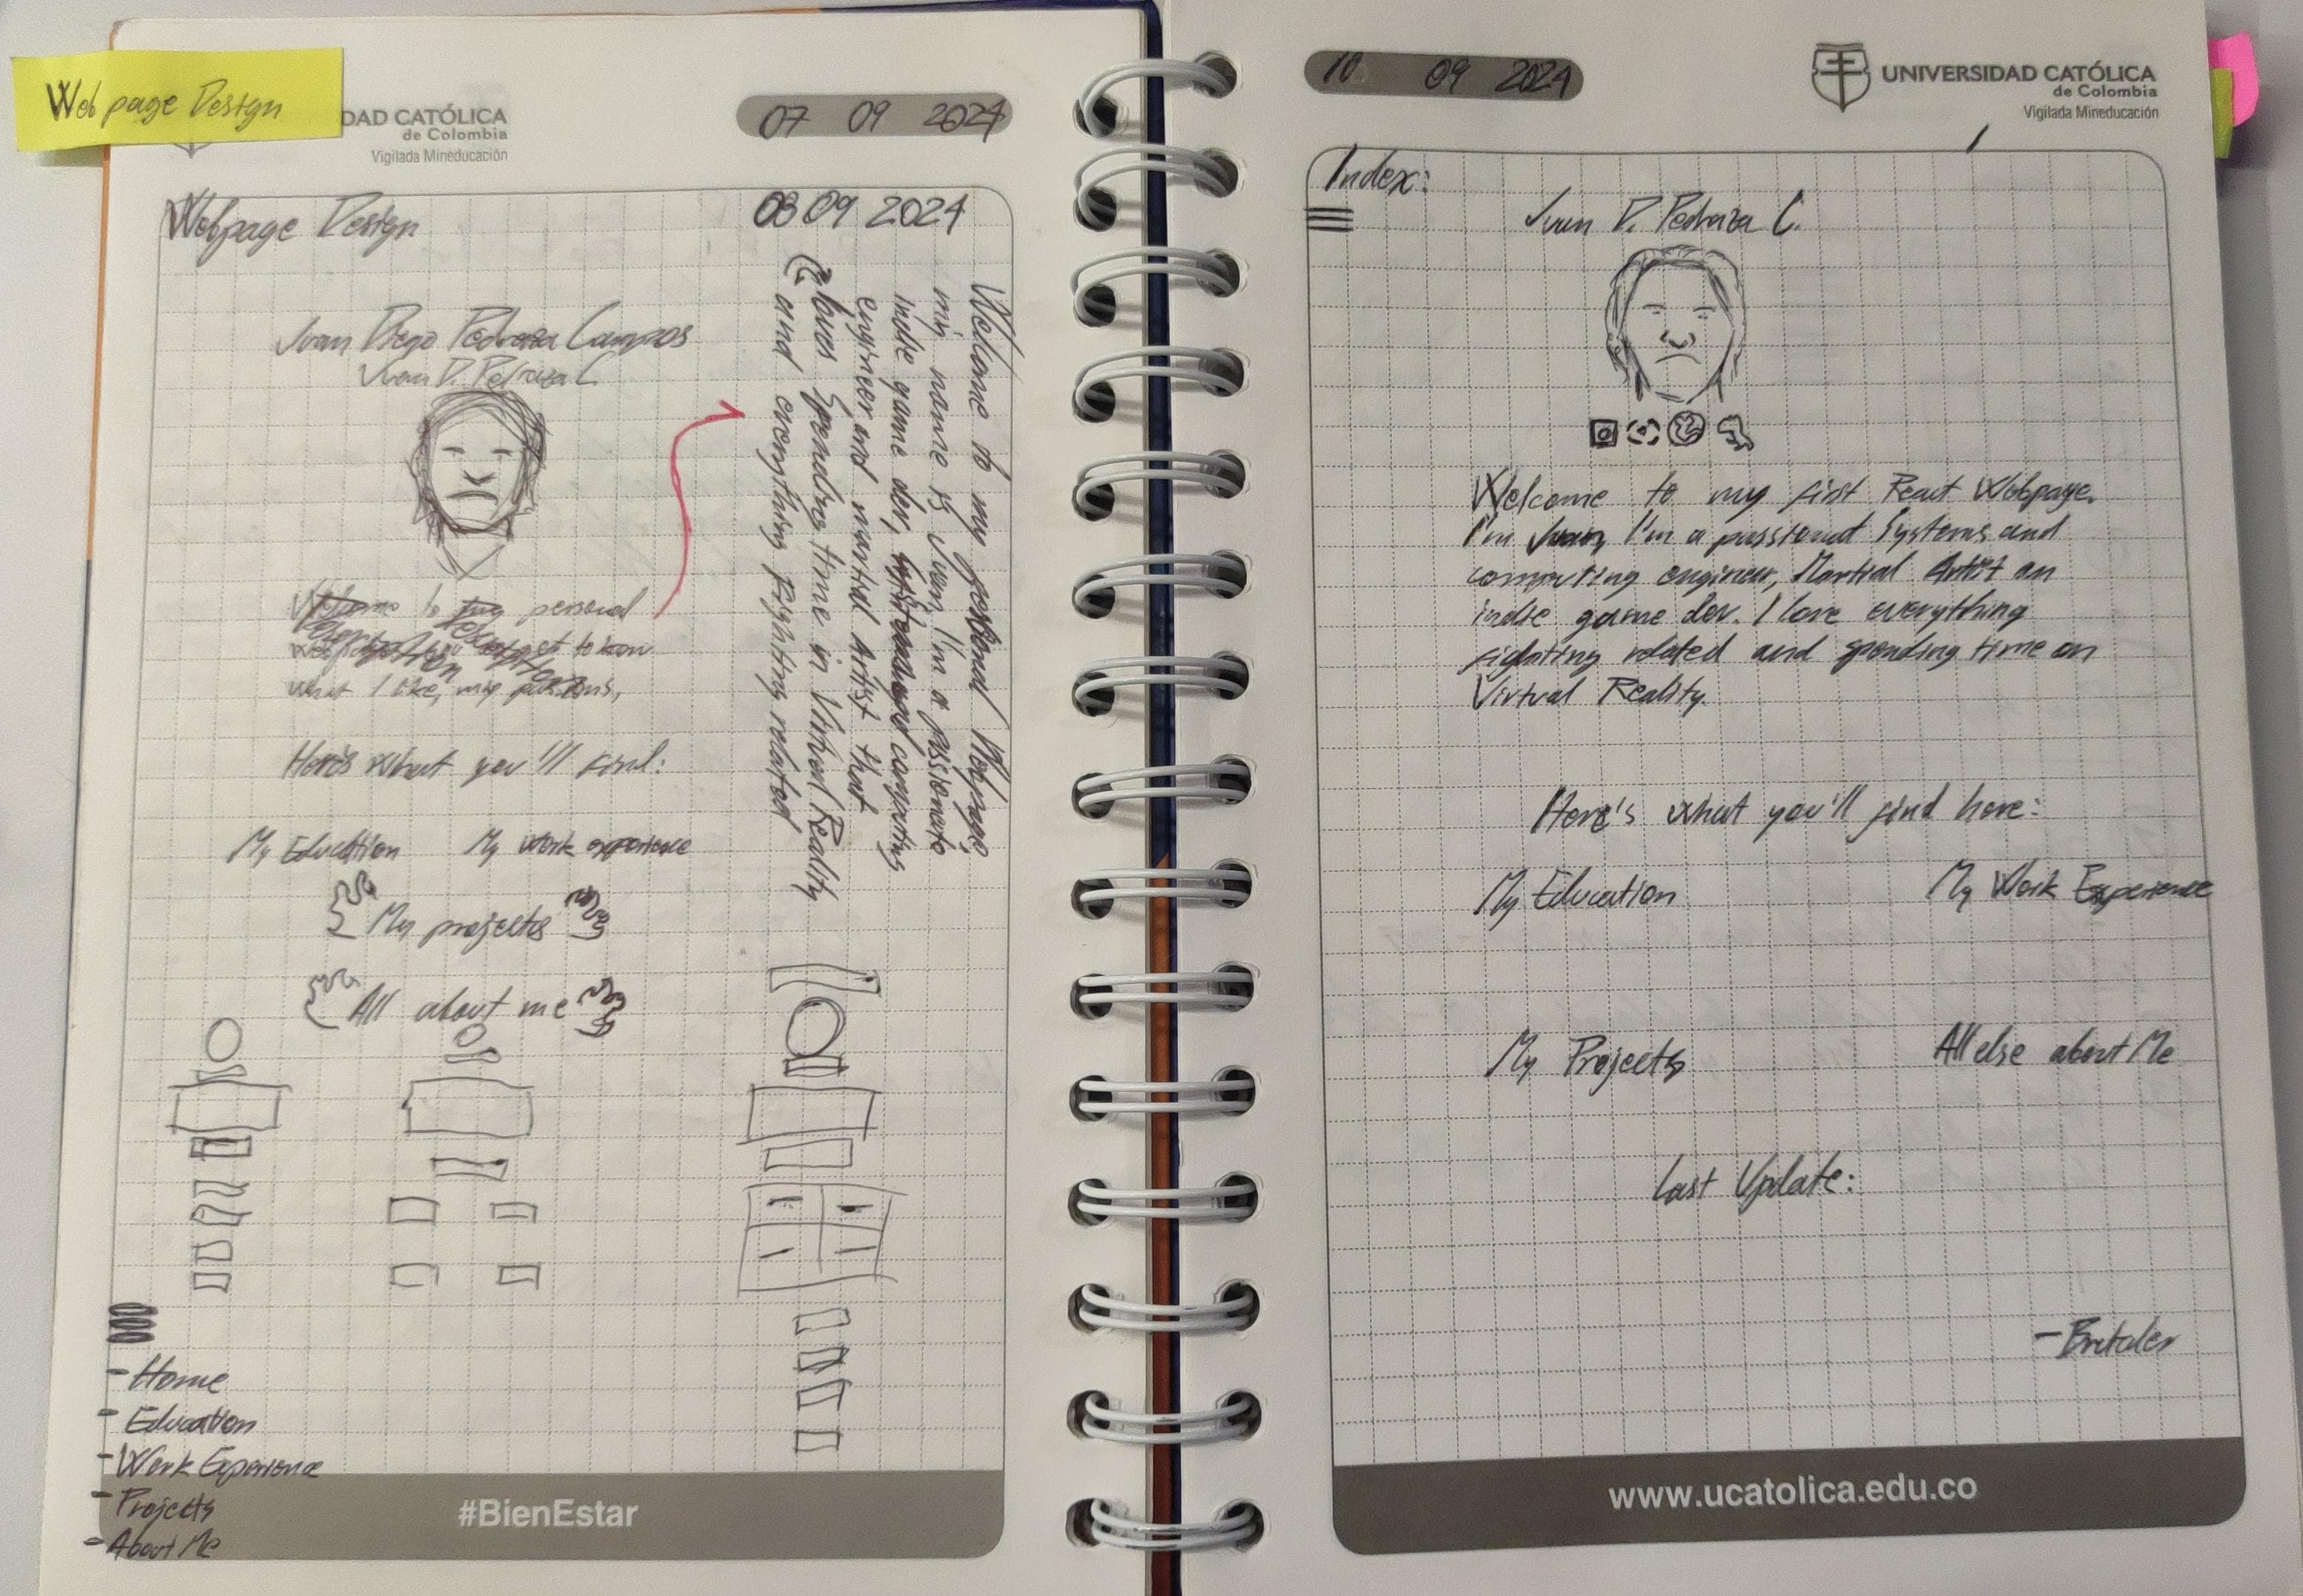 Web page Design
DAD CATÓLICA
de Colombia
Vigilada Mineducación
07 09 2024
Webpage Design
08 09 2024
Juan Diego Pedraza Campos
Juan D. Pedraza C
Welcome to my personal
get to know
what I like, my passions,
Here's what you'll find:
My Education
My work experience
My projects
All about me
Welcome to my personal Webpage,
my name is Juan, I'm a passionate
indie game dev, computing
engineer and martial Artist that
loves Spending time in Virtual Reality
and everything Fighting related
- Home
- Education
- Work Experience
- Projects
- About Me
#BienEstar
10 09 2024
UNIVERSIDAD CATÓLICA
de Colombia
Vigilada Mineducación
Index:
Juan D. Pedraza C.
Welcome to my first React Webpage.
I'm Juan, I'm a passionat Systems and
computing engineer, Martial Artist an
indie game dev. I love everything
fighting related and spending time on
Virtual Reality.
Here's what you'll find here:
My Education
My Work Experience
My Projects
All else about Me
Last Update:
www.ucatolica.edu.co